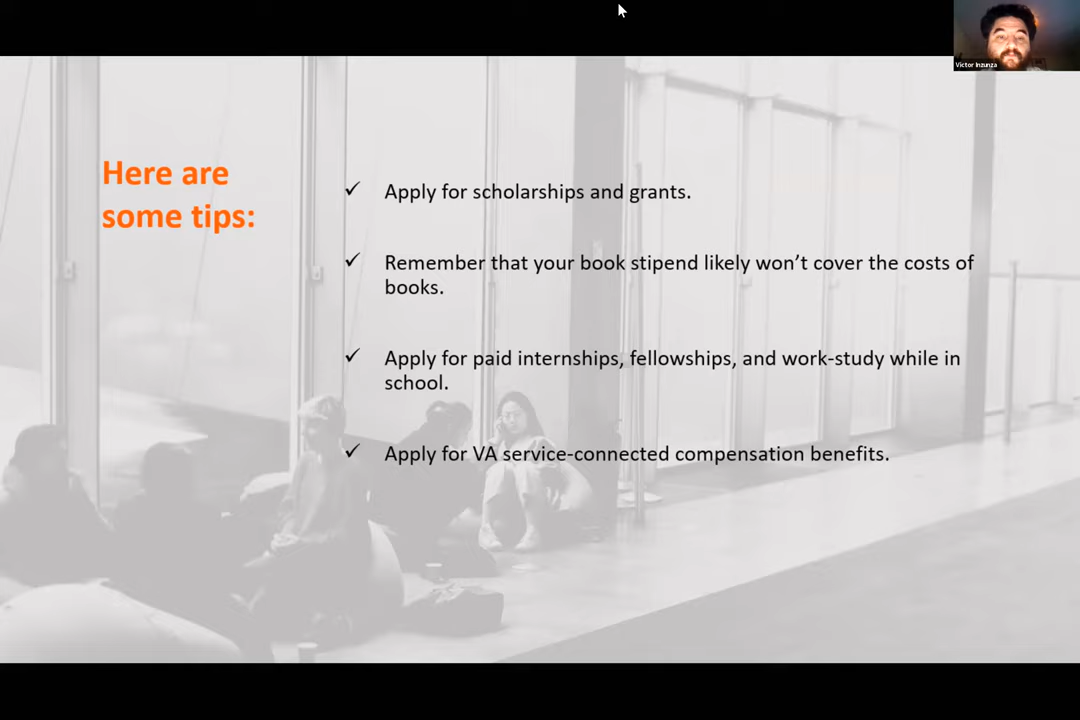 Victor Inzunza
Here are
some tips:
✓ Apply for scholarships and grants.
✓ Remember that your book stipend likely won’t cover the costs of
books.
✓ Apply for paid internships, fellowships, and work-study while in
school.
✓ Apply for VA service-connected compensation benefits.